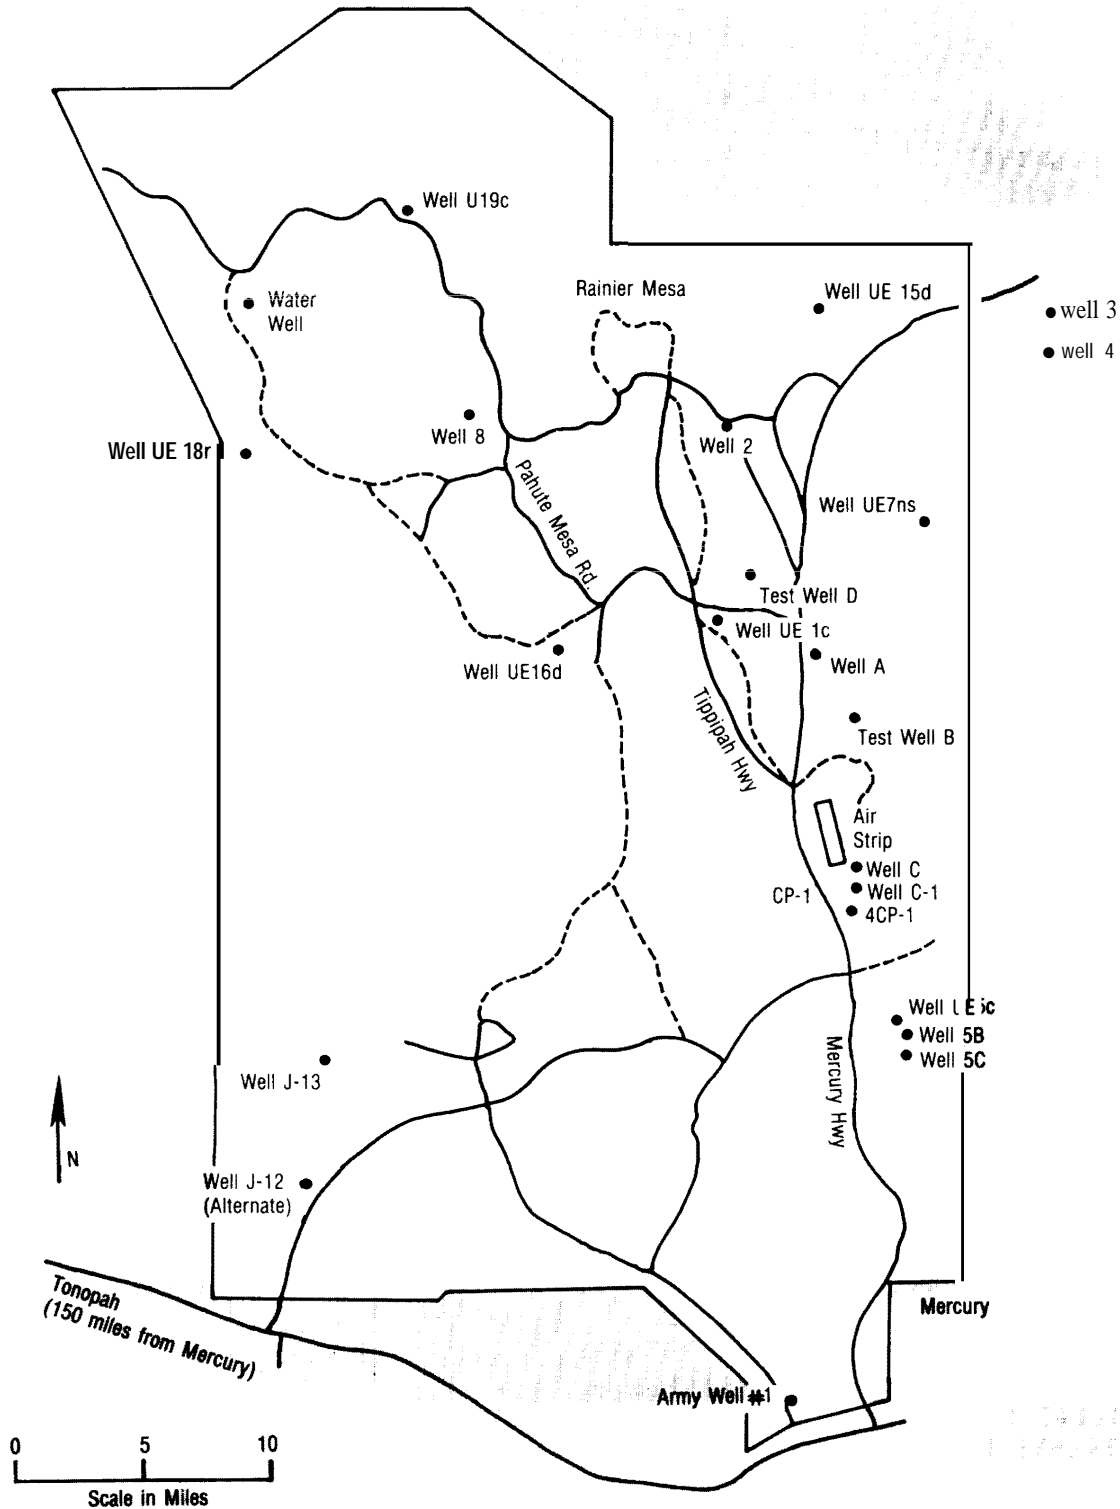 Well U19c
Rainier Mesa
Well UE 15d
Water
Well
well 3
well 4
Well 8
Well 2
Well UE 18r
Pahute Mesa Rd.
Well UE7ns
Test Well D
Well UE 1c
Well A
Well UE16d
Tippipah Hwy
Test Well B
Air
Strip
Well C
CP-1
Well C-1
4CP-1
Well 5B
Well 5C
Mercury Hwy
Well J-13
N
Well J-12
(Alternate)
Tonopah
(150 miles from Mercury)
Mercury
Army Well #1
0 5 10
Scale in Miles